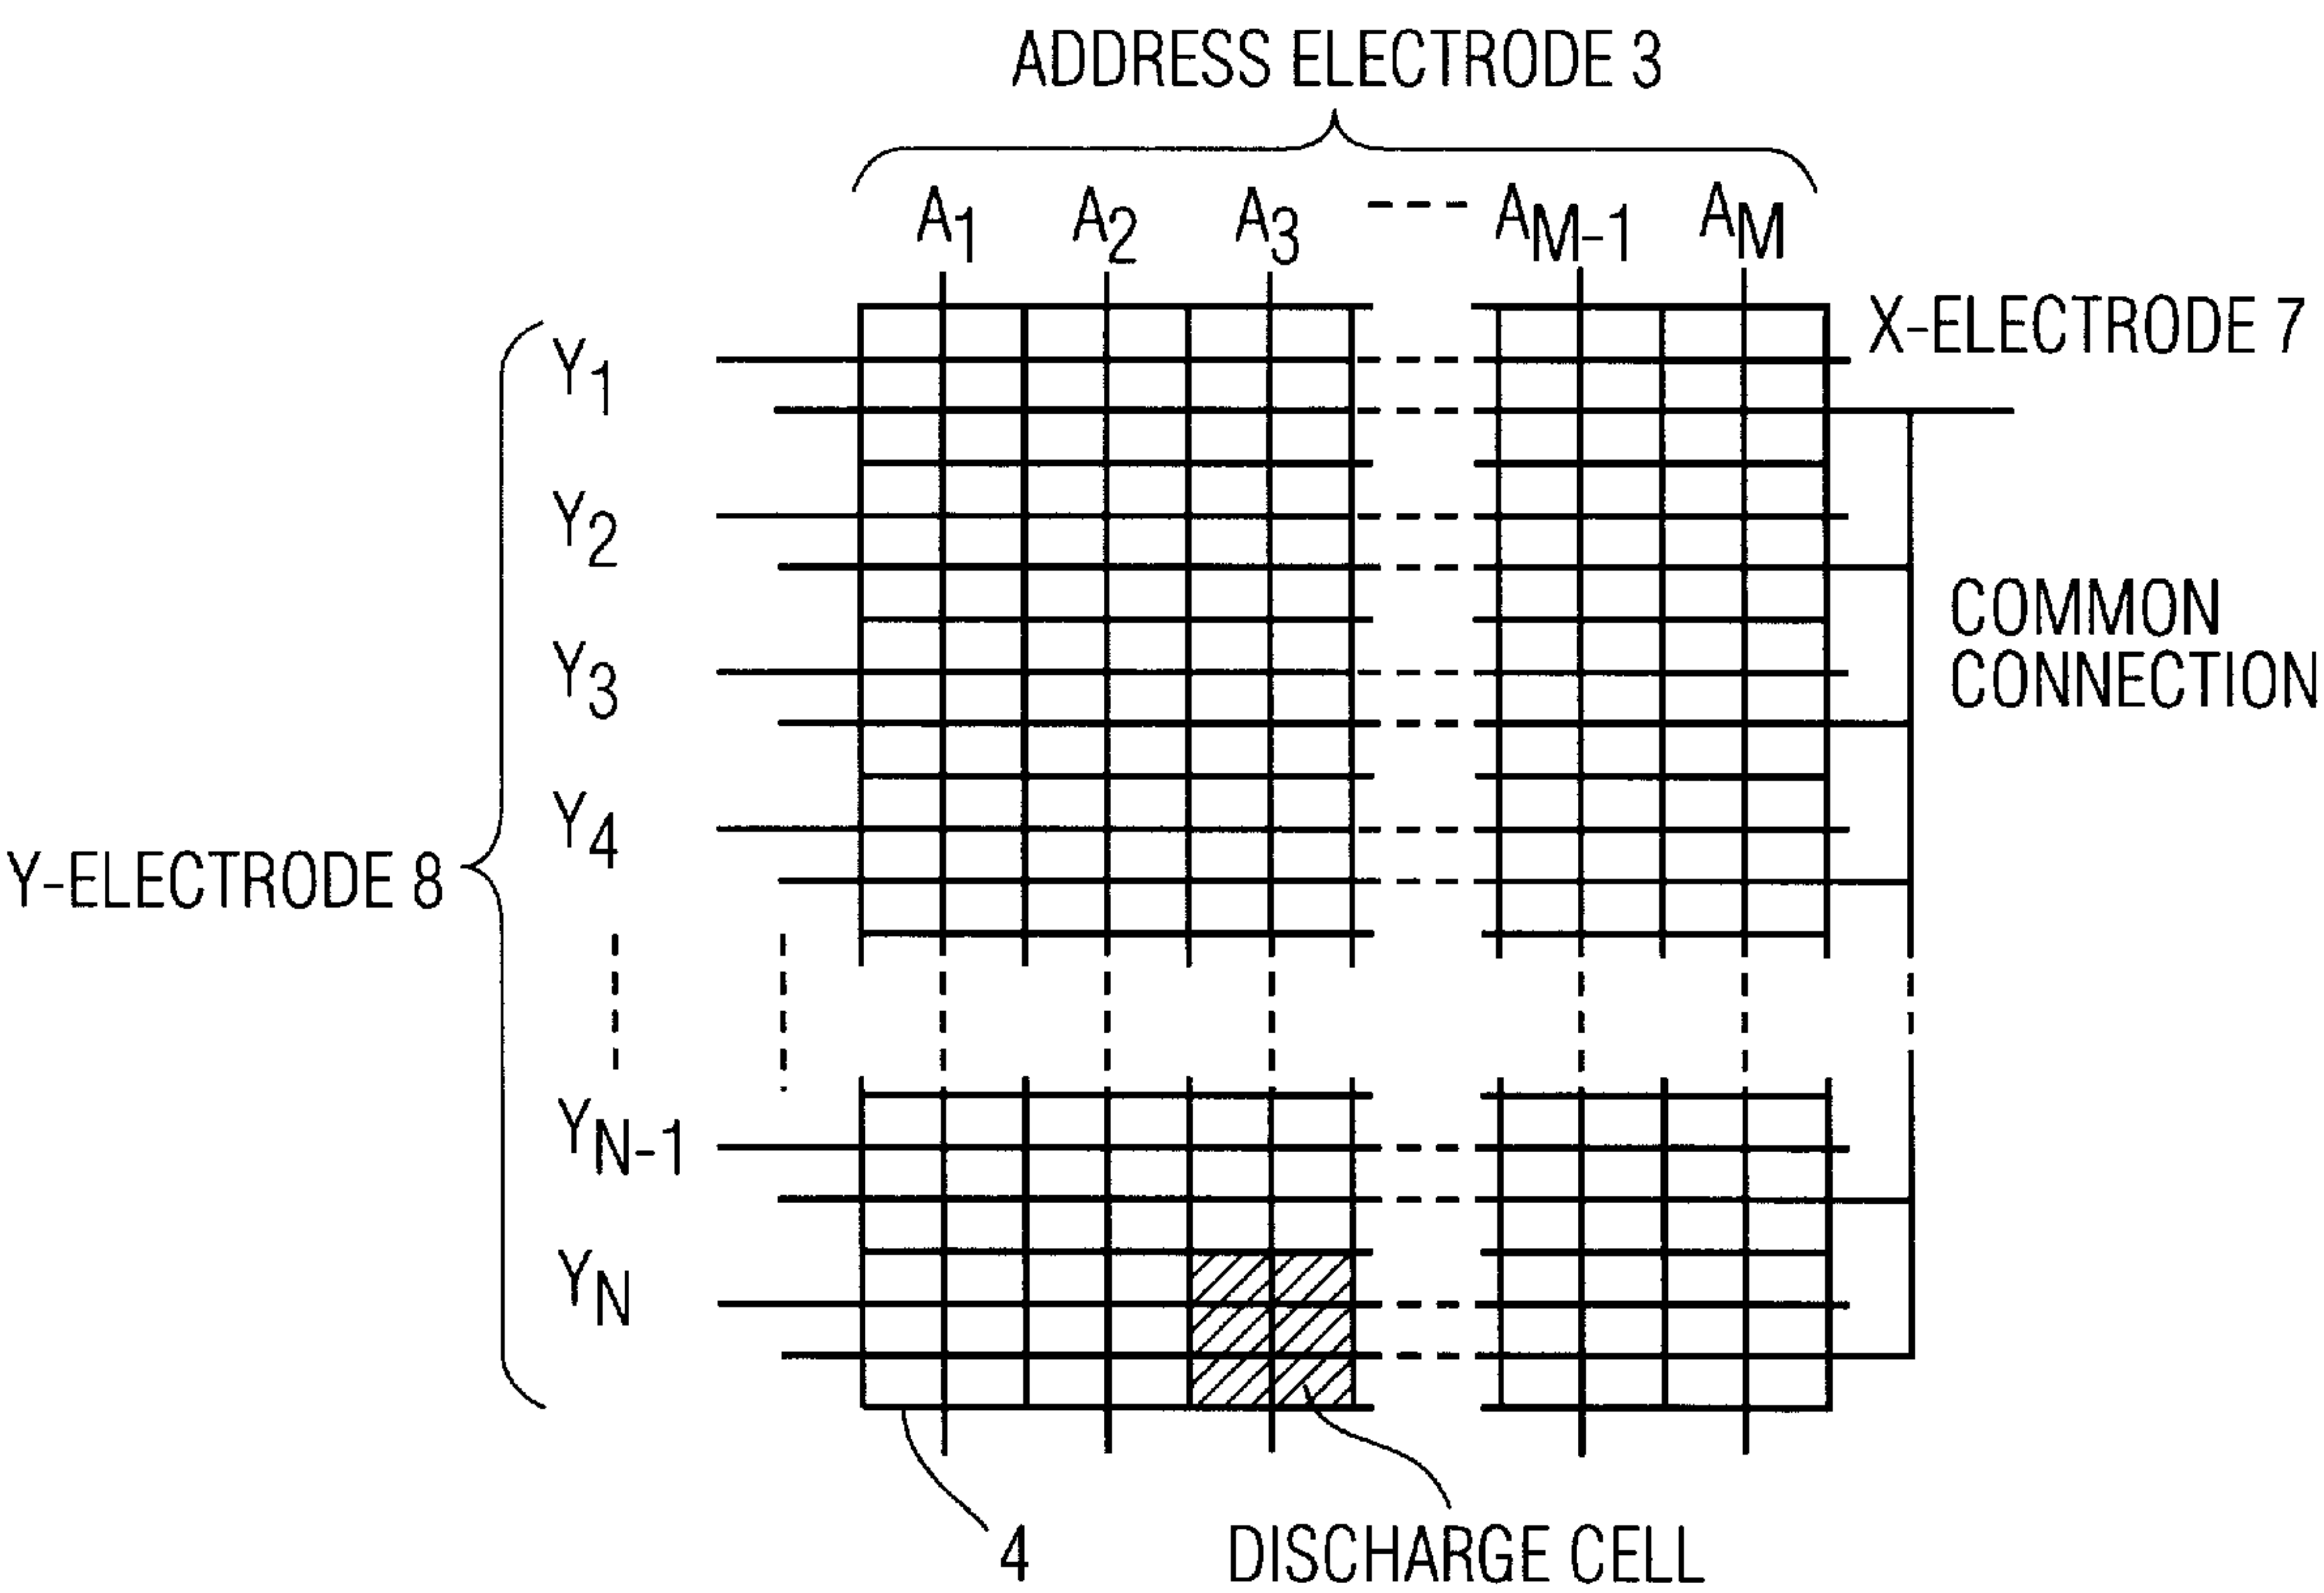 ADDRESS ELECTRODE 3
A1 A2 A3 ---- AM-1 AM
X-ELECTRODE 7
Y1
Y2
COMMON
CONNECTION
Y3
Y4
Y-ELECTRODE 8
YN-1
YN
4
DISCHARGE CELL